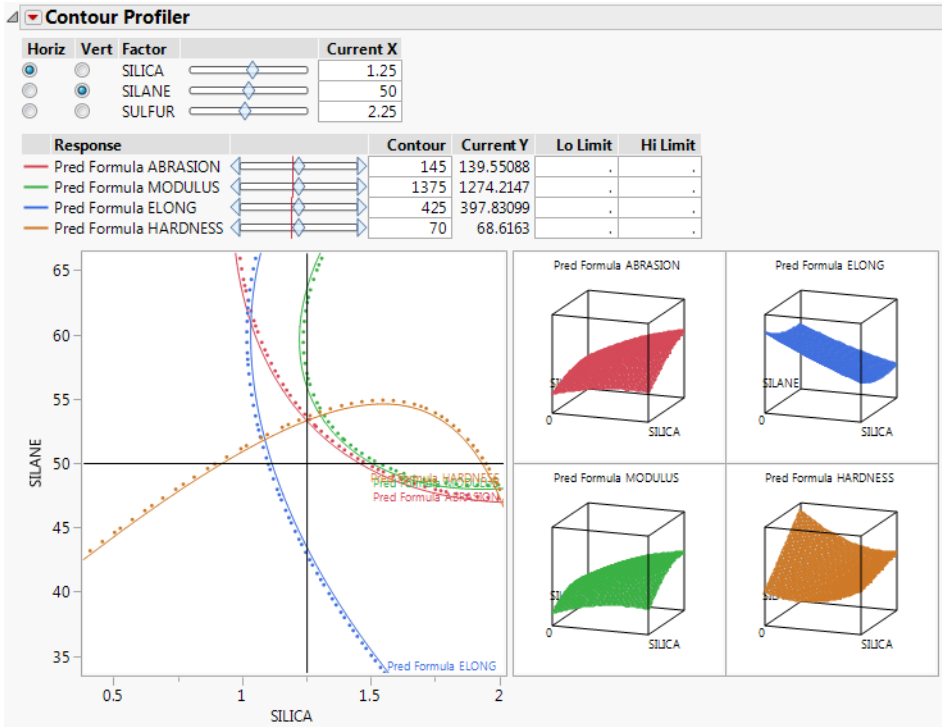 Contour Profiler
Horiz Vert Factor Current X
SILICA 1.25
SILANE 50
SULFUR 2.25
Response Contour Current Y Lo Limit Hi Limit
Pred Formula ABRASION 145 139.55088 . .
Pred Formula MODULUS 1375 1274.2147 . .
Pred Formula ELONG 425 397.83099 . .
Pred Formula HARDNESS 70 68.6163 . .
65
60
55
50
45
40
35
SILANE
Pred Formula HARDNESS
Pred Formula MODULUS
Pred Formula ABRASION
Pred Formula ELONG
0.5 1 1.5 2
SILICA
Pred Formula ABRASION
0
SILICA
Pred Formula ELONG
SILANE
0
SILICA
Pred Formula MODULUS
0
SILICA
Pred Formula HARDNESS
0
SILICA